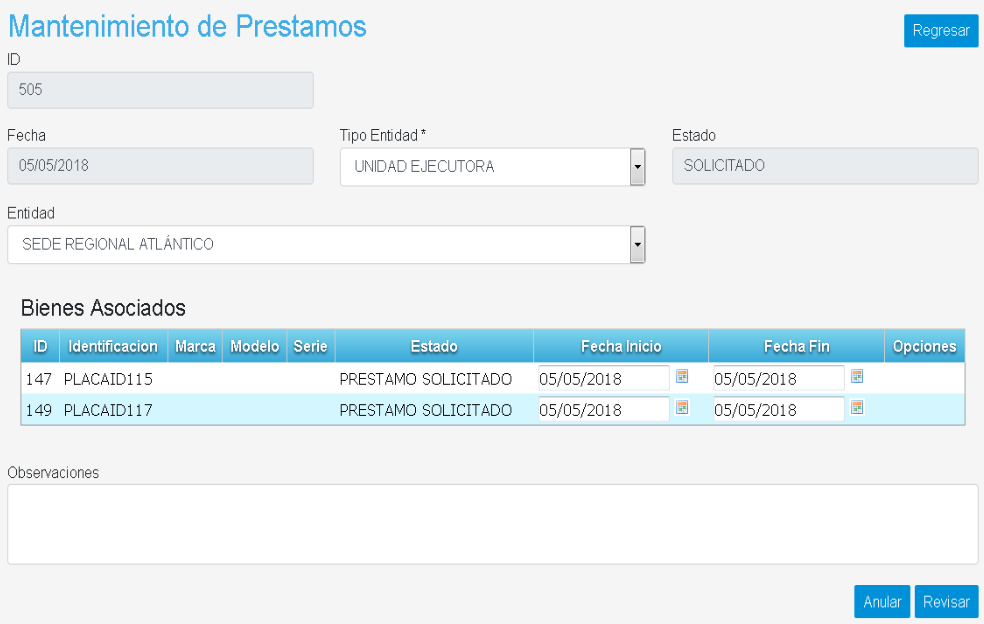 Mantenimiento de Prestamos
Regresar
ID
505
Fecha Tipo Entidad * Estado
05/05/2018 UNIDAD EJECUTORA SOLICITADO
Entidad
SEDE REGIONAL ATLÁNTICO
Bienes Asociados
ID Identificacion Marca Modelo Serie Estado Fecha Inicio Fecha Fin Opciones
147 PLACAID115 PRESTAMO SOLICITADO 05/05/2018 05/05/2018
149 PLACAID117 PRESTAMO SOLICITADO 05/05/2018 05/05/2018
Observaciones
Anular Revisar